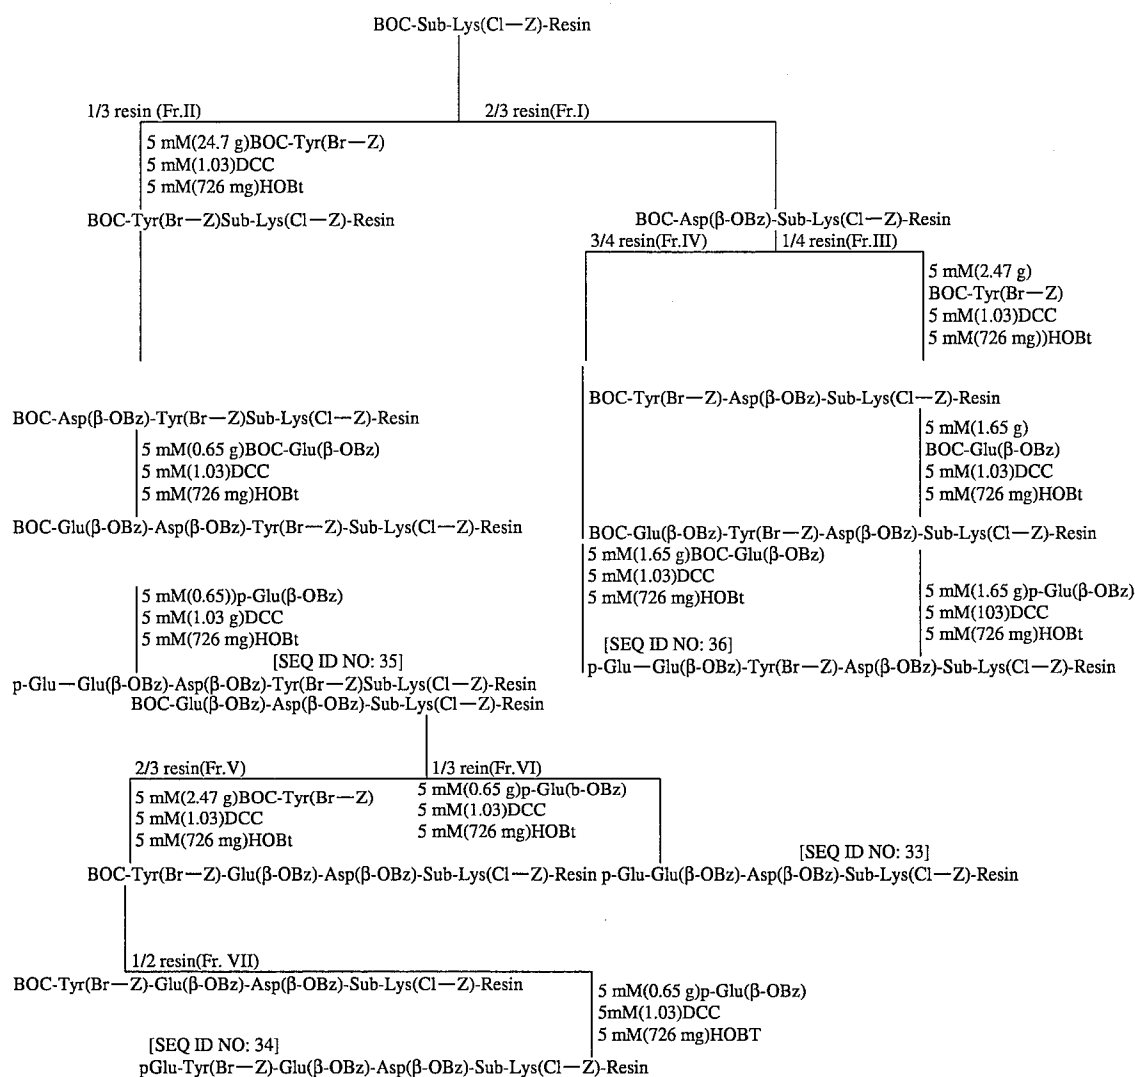 BOC-Sub-Lys(Cl—Z)-Resin
1/3 resin (Fr.II)
2/3 resin(Fr.I)
5 mM(24.7 g)BOC-Tyr(Br—Z)
5 mM(1.03)DCC
5 mM(726 mg)HOBt
BOC-Tyr(Br—Z)Sub-Lys(Cl—Z)-Resin
BOC-Asp(β-OBz)-Sub-Lys(Cl—Z)-Resin
3/4 resin(Fr.IV)
1/4 resin(Fr.III)
5 mM(2.47 g)
BOC-Tyr(Br—Z)
5 mM(1.03)DCC
5 mM(726 mg))HOBt
BOC-Tyr(Br—Z)-Asp(β-OBz)-Sub-Lys(Cl—Z)-Resin
BOC-Asp(β-OBz)-Tyr(Br—Z)Sub-Lys(Cl—Z)-Resin
5 mM(0.65 g)BOC-Glu(β-OBz)
5 mM(1.03)DCC
5 mM(726 mg)HOBt
5 mM(1.65 g)
BOC-Glu(β-OBz)
5 mM(1.03)DCC
5 mM(726 mg)HOBt
BOC-Glu(β-OBz)-Asp(β-OBz)-Tyr(Br—Z)-Sub-Lys(Cl—Z)-Resin
BOC-Glu(β-OBz)-Tyr(Br—Z)-Asp(β-OBz)-Sub-Lys(Cl—Z)-Resin
5 mM(1.65 g)BOC-Glu(β-OBz)
5 mM(1.03)DCC
5 mM(726 mg)HOBt
5 mM(1.65 g)p-Glu(β-OBz)
5 mM(103)DCC
5 mM(726 mg)HOBt
5 mM(0.65))p-Glu(β-OBz)
5 mM(1.03 g)DCC
5 mM(726 mg)HOBt
[SEQ ID NO: 35]
[SEQ ID NO: 36]
p-Glu—Glu(β-OBz)-Asp(β-OBz)-Tyr(Br—Z)Sub-Lys(Cl—Z)-Resin
p-Glu—Glu(β-OBz)-Tyr(Br—Z)-Asp(β-OBz)-Sub-Lys(Cl—Z)-Resin
BOC-Glu(β-OBz)-Asp(β-OBz)-Sub-Lys(Cl—Z)-Resin
2/3 resin(Fr.V)
1/3 rein(Fr.VI)
5 mM(2.47 g)BOC-Tyr(Br—Z)
5 mM(1.03)DCC
5 mM(726 mg)HOBt
5 mM(0.65 g)p-Glu(b-OBz)
5 mM(1.03)DCC
5 mM(726 mg)HOBt
[SEQ ID NO: 33]
BOC-Tyr(Br—Z)-Glu(β-OBz)-Asp(β-OBz)-Sub-Lys(Cl—Z)-Resin
p-Glu-Glu(β-OBz)-Asp(β-OBz)-Sub-Lys(Cl—Z)-Resin
1/2 resin(Fr. VII)
BOC-Tyr(Br—Z)-Glu(β-OBz)-Asp(β-OBz)-Sub-Lys(Cl—Z)-Resin
5 mM(0.65 g)p-Glu(β-OBz)
5mM(1.03)DCC
5 mM(726 mg)HOBT
[SEQ ID NO: 34]
pGlu-Tyr(Br—Z)-Glu(β-OBz)-Asp(β-OBz)-Sub-Lys(Cl—Z)-Resin